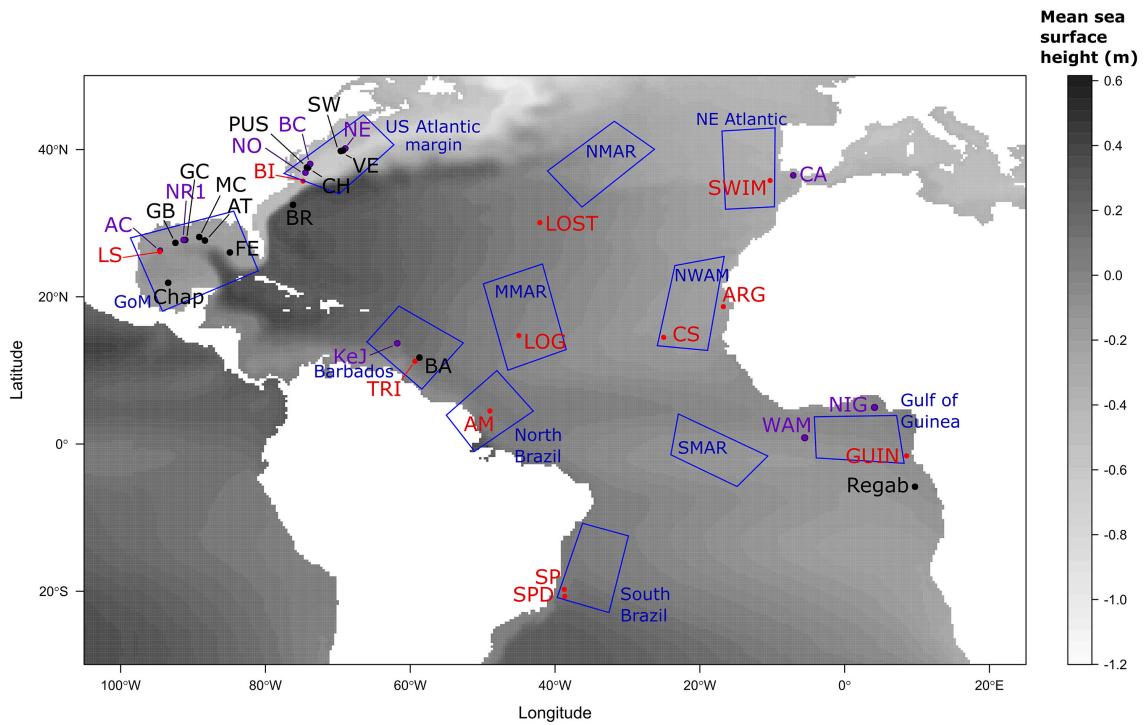 Mean sea
surface
height (m)
0.6
0.4
0.2
0.0
-0.2
-0.4
-0.6
-0.8
-1.0
-1.2
SW
PUS
BC
NE
US Atlantic
margin
NO
VE
BI
CH
BR
GC
MC
NR1
AT
GB
AC
FE
LS
GoM
Chap
NMAR
NE Atlantic
CA
SWIM
LOST
MMAR
LOG
NWAM
ARG
CS
KeJ
Barbados
BA
TRI
AM
North
Brazil
SMAR
NIG
Gulf of
Guinea
WAM
GUIN
Regab
SP
SPD
South
Brazil
40°N
20°N
0°
20°S
Latitude
100°W
80°W
60°W
40°W
20°W
0°
20°E
Longitude